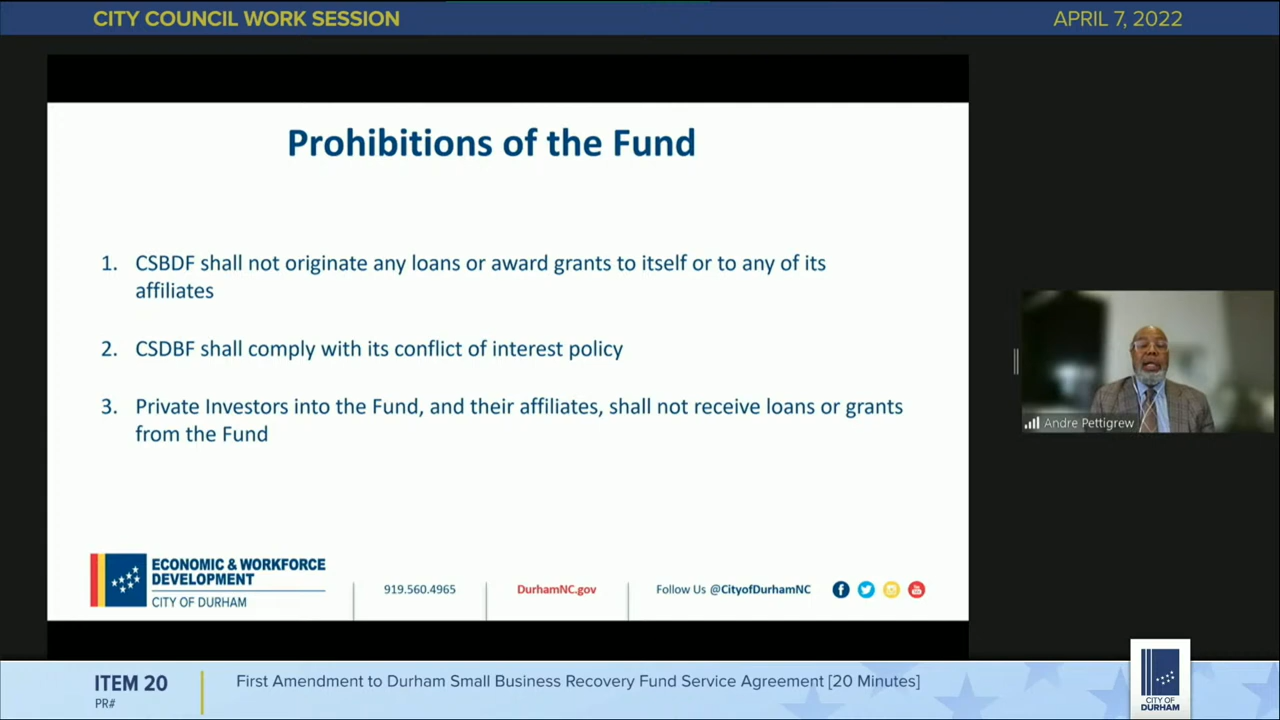 CITY COUNCIL WORK SESSION
APRIL 7, 2022
Prohibitions of the Fund
1. CSBDF shall not originate any loans or award grants to itself or to any of its
affiliates
2. CSDBF shall comply with its conflict of interest policy
3. Private Investors into the Fund, and their affiliates, shall not receive loans or grants
from the Fund
Andre Pettigrew
ECONOMIC & WORKFORCE
DEVELOPMENT
CITY OF DURHAM
919.560.4965
DurhamNC.gov
Follow Us @CityofDurhamNC
ITEM 20
PR#
First Amendment to Durham Small Business Recovery Fund Service Agreement [20 Minutes]
CITY OF
DURHAM